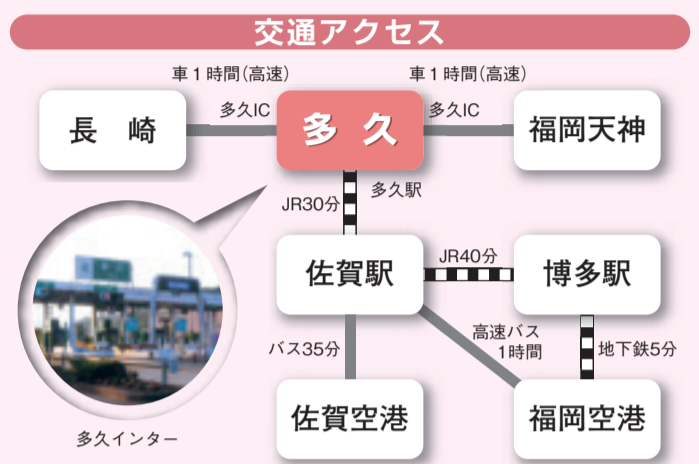 交通アクセス
車１時間（高速）
車１時間（高速）
長　崎
多久IC
多　久
多久IC
福岡天神
多久駅
JR30分
佐賀駅
JR40分
博多駅
バス35分
高速バス
1時間
地下鉄5分
佐賀空港
福岡空港
多久インター